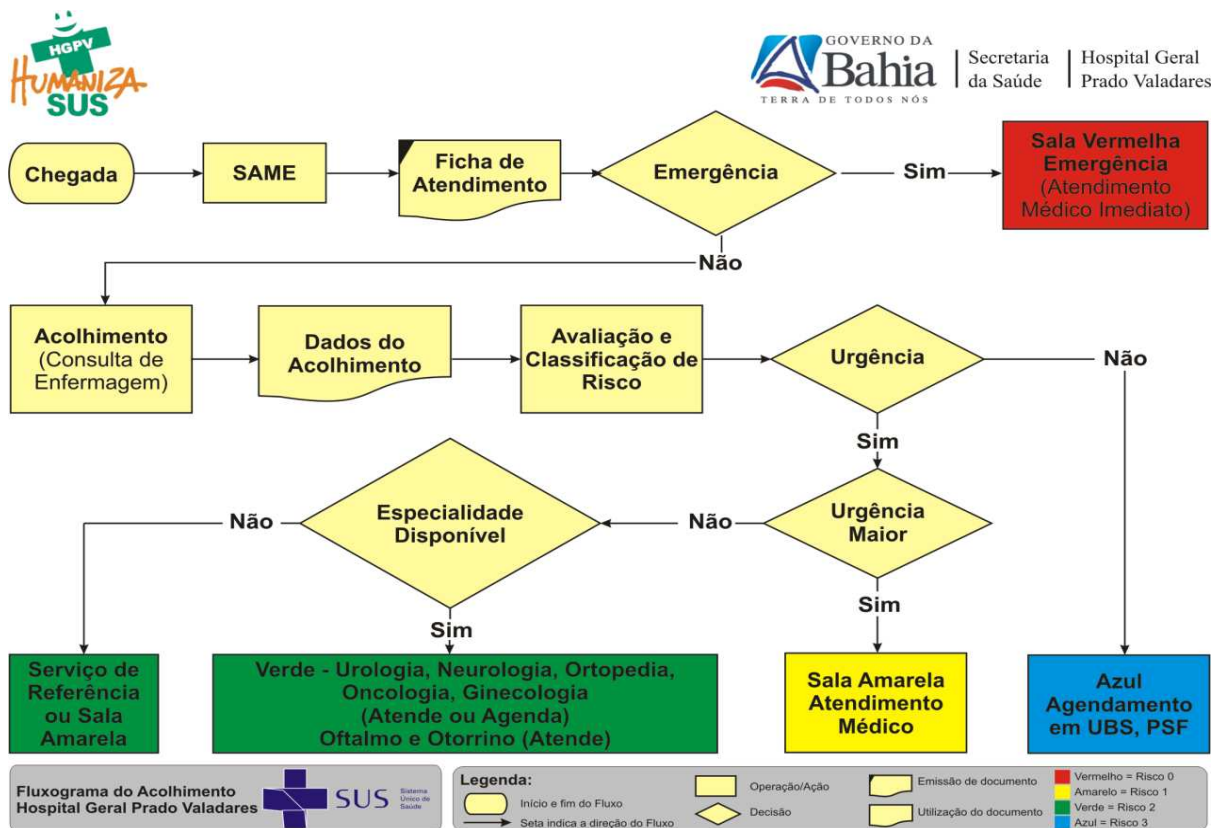 HGPV
HUMANIZA
SUS
GOVERNO DA
Bahia
TERRA DE TODOS NÓS
Secretaria
da Saúde
Hospital Geral
Prado Valadares
Chegada
SAME
Ficha de
Atendimento
Emergência
Sim
Sala Vermelha
Emergência
(Atendimento
Médico Imediato)
Não
Acolhimento
(Consulta de
Enfermagem)
Dados do
Acolhimento
Avaliação e
Classificação de
Risco
Urgência
Não
Sim
Urgência
Maior
Não
Especialidade
Disponível
Não
Sim
Sim
Serviço de
Referência
ou Sala
Amarela
Verde - Urologia, Neurologia, Ortopedia,
Oncologia, Ginecologia
(Atende ou Agenda)
Oftalmo e Otorrino (Atende)
Sala Amarela
Atendimento
Médico
Azul
Agendamento
em UBS, PSF
Fluxograma do Acolhimento
Hospital Geral Prado Valadares
SUS
Sistema
Único de
Saúde
Legenda:
Início e fim do Fluxo
Seta indica a direção do Fluxo
Operação/Ação
Decisão
Emissão de documento
Utilização do documento
Vermelho = Risco 0
Amarelo = Risco 1
Verde = Risco 2
Azul = Risco 3